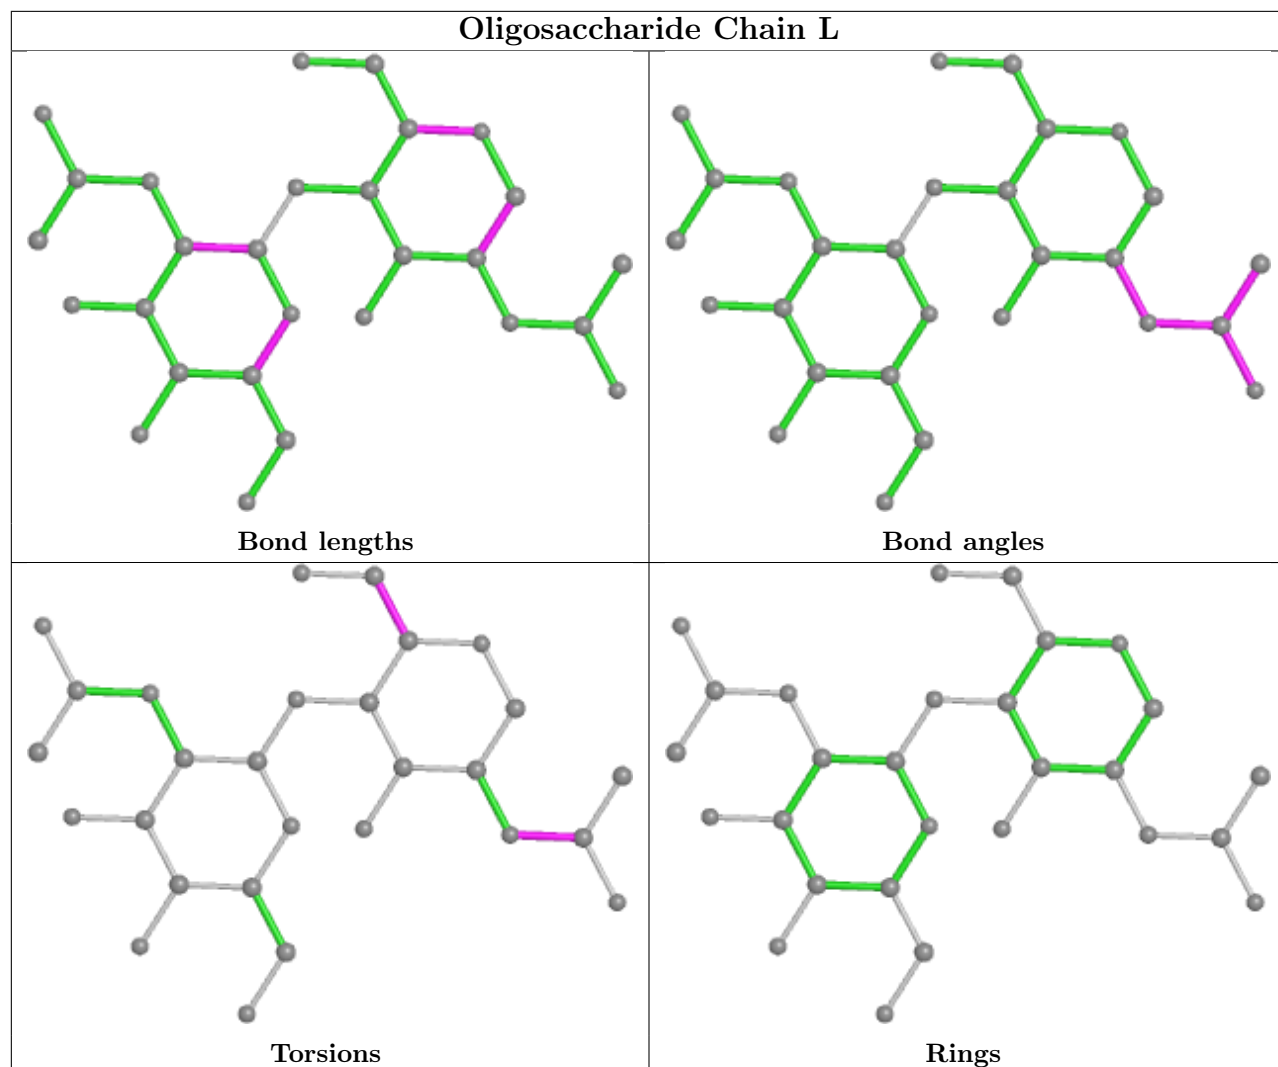 Oligosaccharide Chain L
Bond lengths
Bond angles
Torsions
Rings